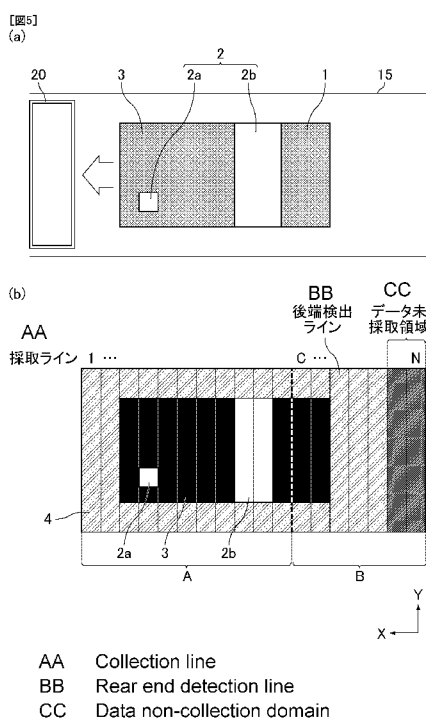 [図5]
(a)
2
20 3 2a 2b 1 15
(b)
BB CC
AA 後端検出 データ未
ライン 採取領域
採取ライン 1 … C … N
4
2a 3 2b
A B
Y
X
AA Collection line
BB Rear end detection line
CC Data non-collection domain